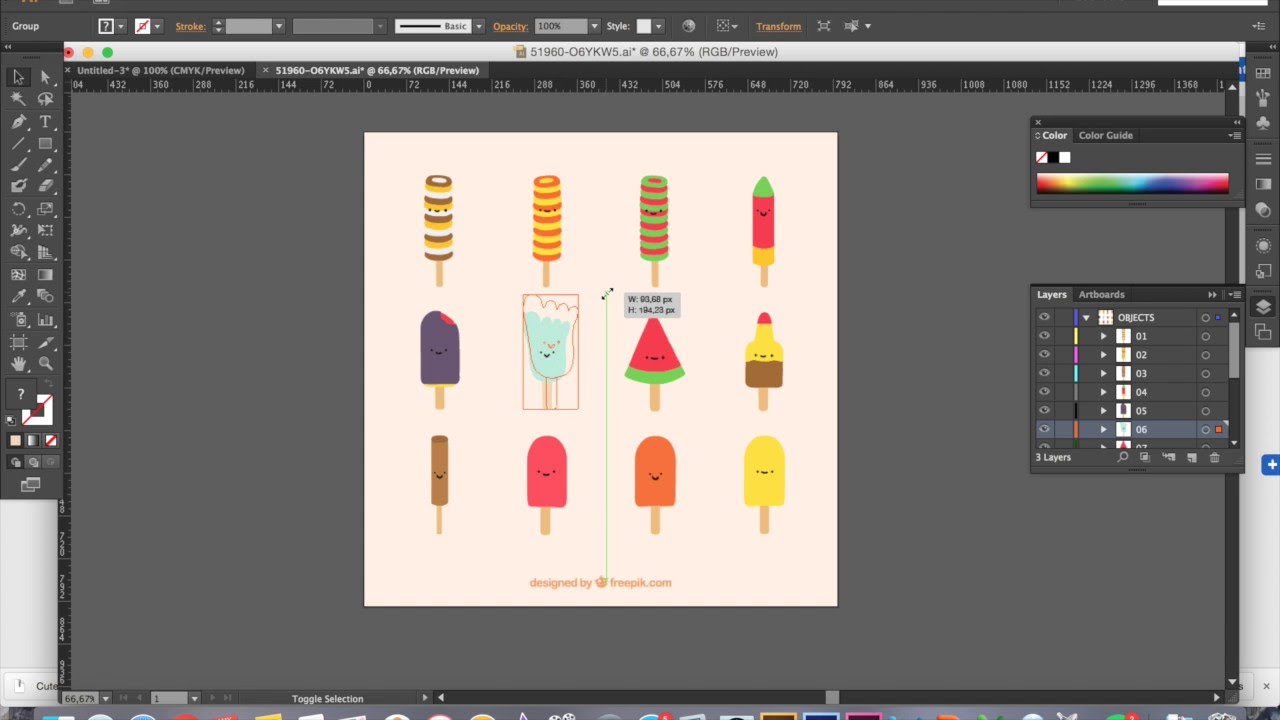 Group
?
Stroke:
Basic
Opacity:
100%
Style:
Transform
51960-O6YKW5.ai* @ 66,67% (RGB/Preview)
× Untitled-3* @ 100% (CMYK/Preview)
× 51960-O6YKW5.ai* @ 66,67% (RGB/Preview)
04 432 360 288 216 144 72 0 72 144 216 288 360 432 504 576 648 720 792 864 936 1008 1080 1152 1224 1296 1368 1
Color
Color Guide
W: 93,68 px
H: 194,23 px
Layers
Artboards
OBJECTS
01
02
03
04
05
06
07
3 Layers
?
designed by freepik.com
Cute
66,67%
1
Toggle Selection